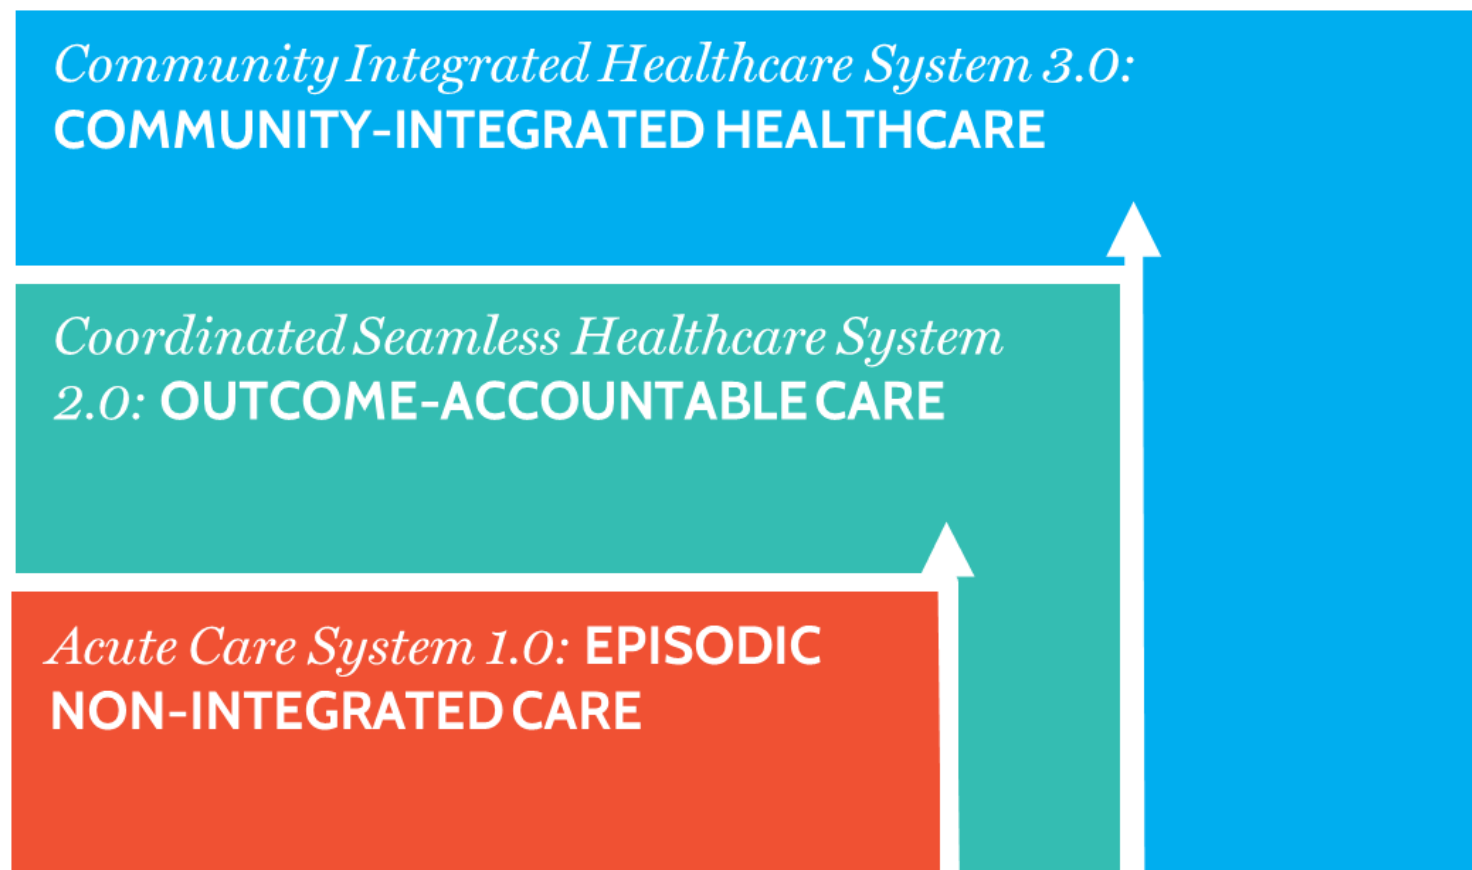 Community Integrated Healthcare System 3.0:
COMMUNITY-INTEGRATED HEALTHCARE
Coordinated Seamless Healthcare System
2.0: OUTCOME-ACCOUNTABLE CARE
Acute Care System 1.0: EPISODIC
NON-INTEGRATED CARE